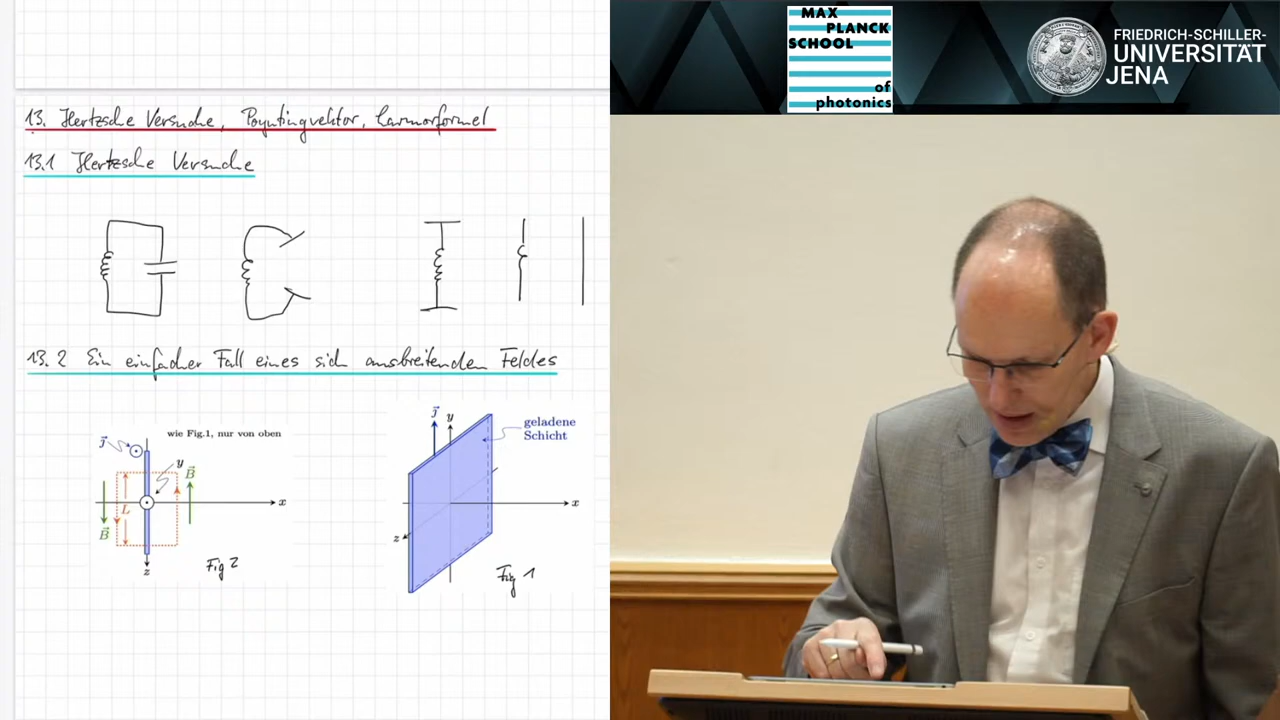 13. Hertzsche Versuche, Poyntingvektor, Larmorformel
13.1 Hertzsche Versuche
13.2 Ein einfacher Fall eines sich ausbreitenden Feldes
wie Fig.1, nur von oben
j⃗
y
B⃗
x
L
B⃗
z
Fig 2
j⃗
y
geladene
Schicht
x
z
Fig 1
MAX
PLANCK
SCHOOL
of
photonics
FRIEDRICH-SCHILLER-
UNIVERSITÄT
JENA